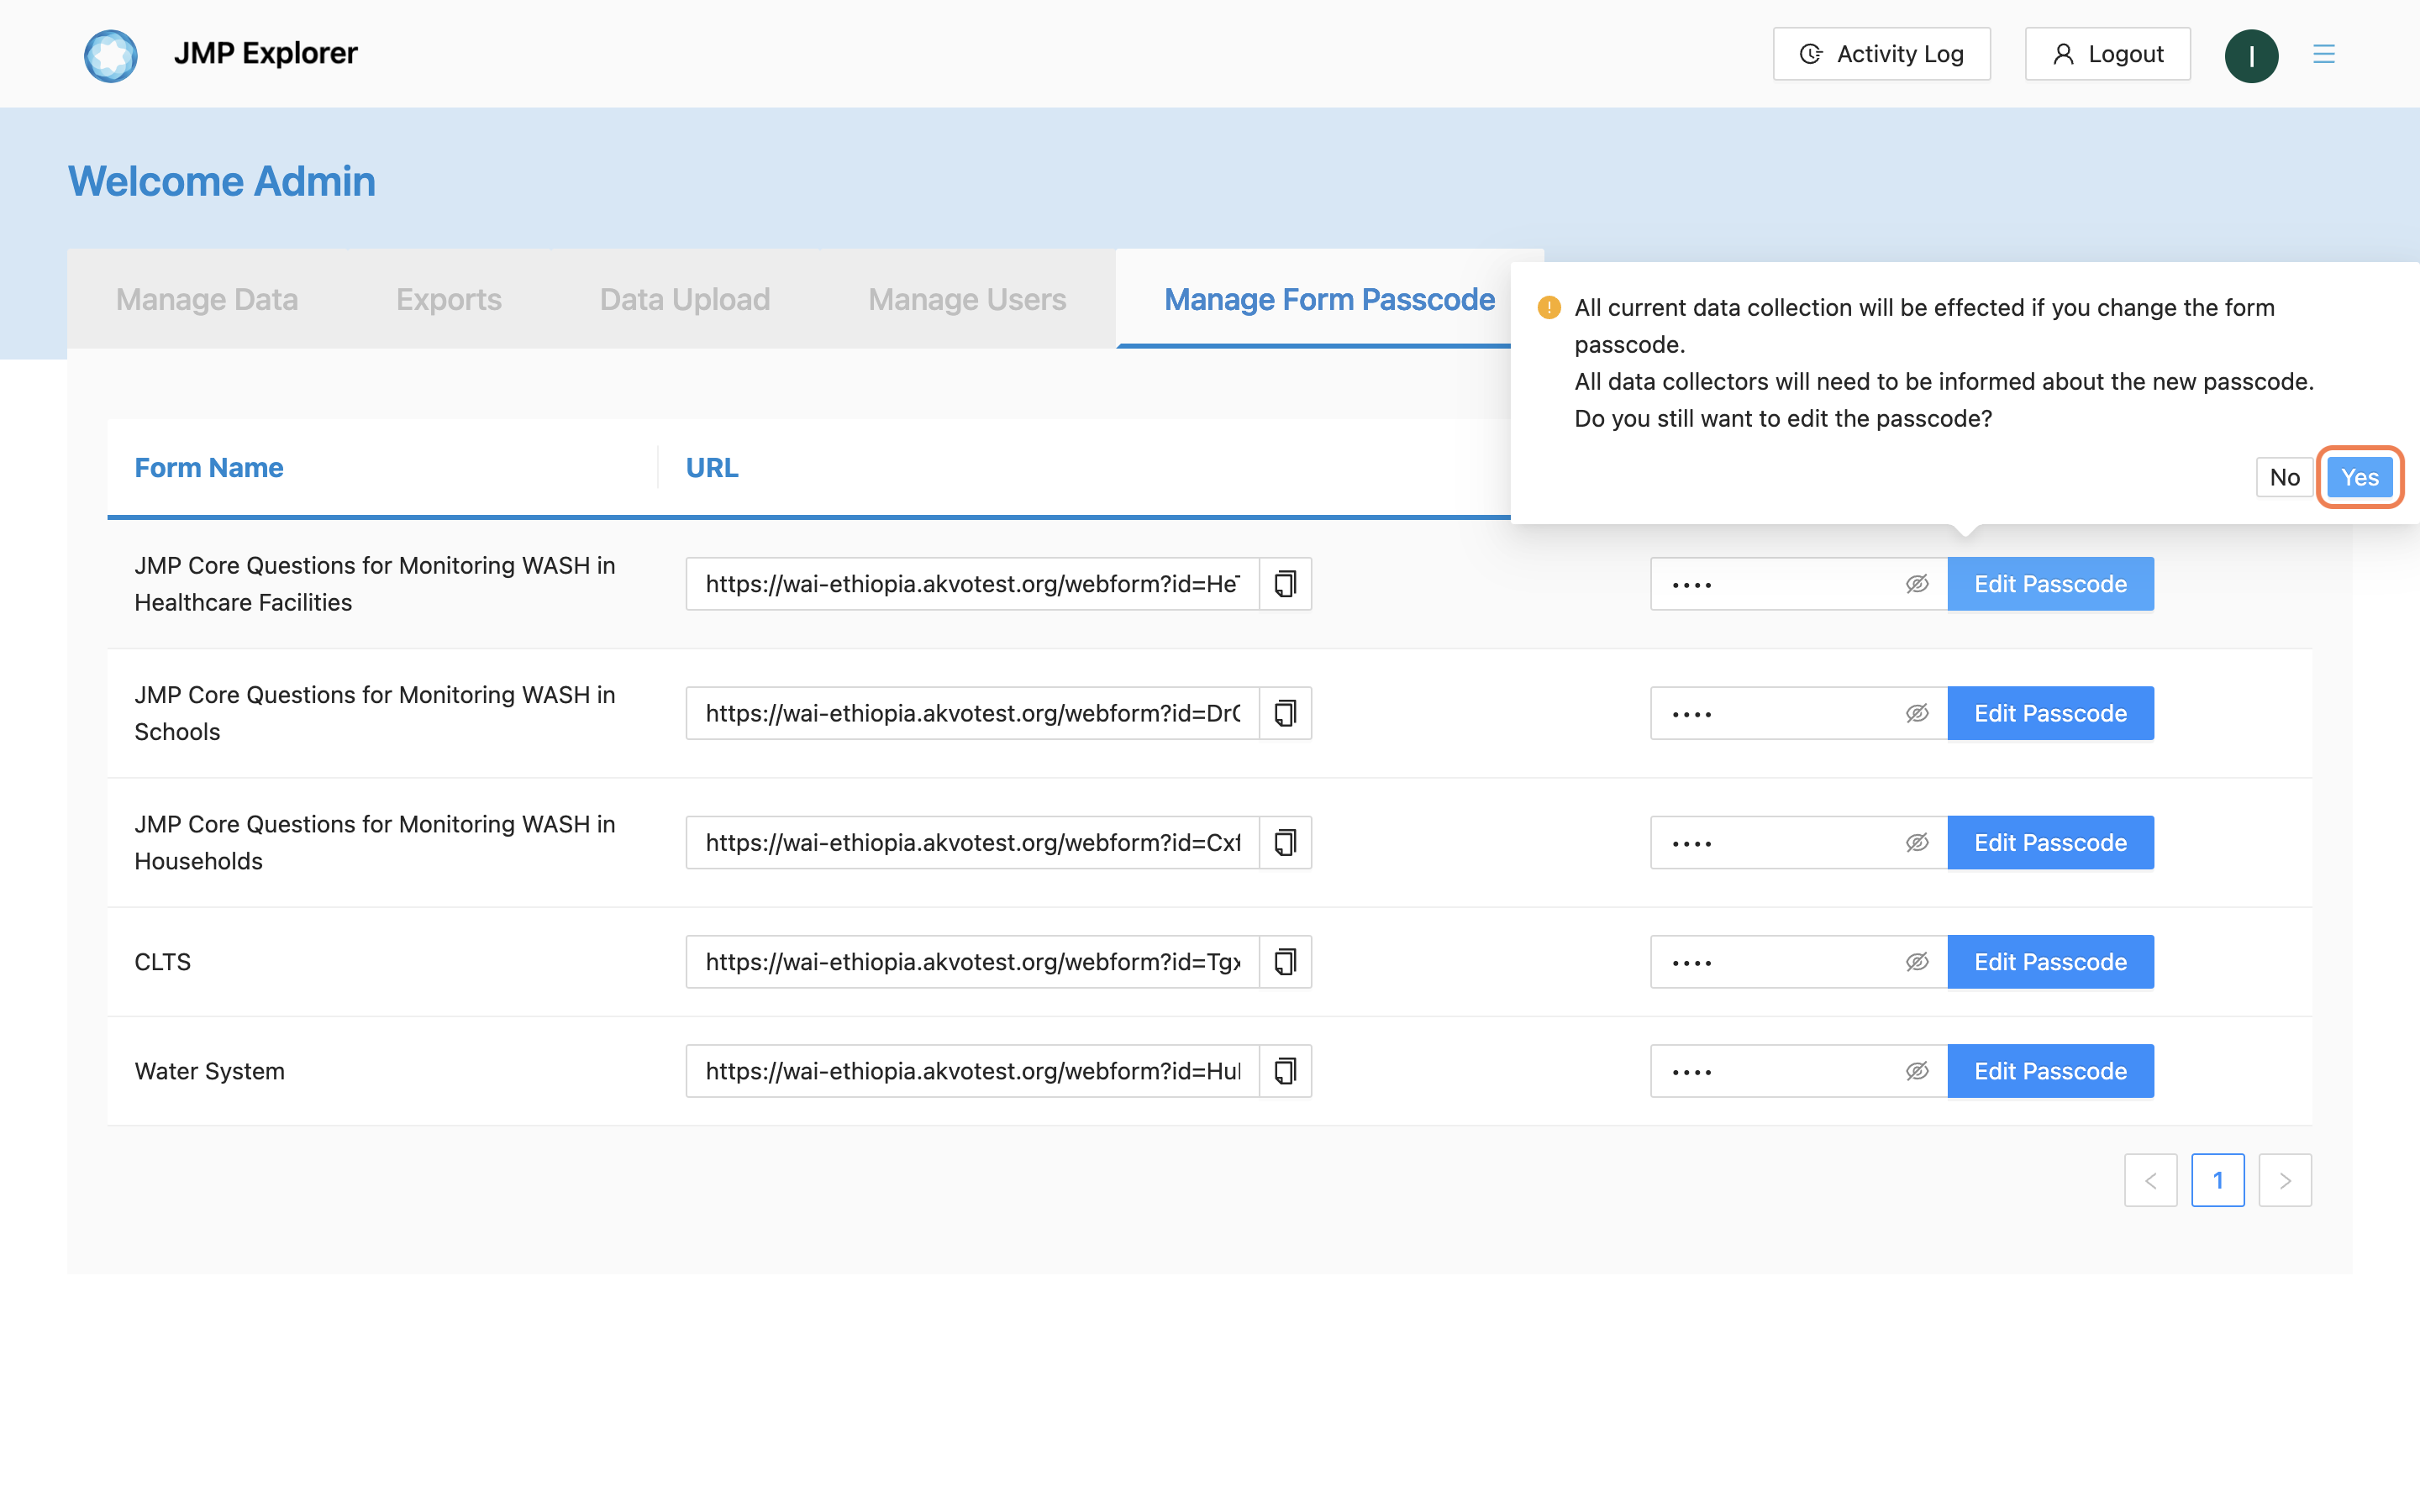 JMP Explorer
Activity Log
Logout
I
Welcome Admin
Manage Data
Exports
Data Upload
Manage Users
Manage Form Passcode
All current data collection will be effected if you change the form
passcode.
All data collectors will need to be informed about the new passcode.
Do you still want to edit the passcode?
No
Yes
Form Name
URL
JMP Core Questions for Monitoring WASH in
Healthcare Facilities
https://wai-ethiopia.akvotest.org/webform?id=He
Edit Passcode
JMP Core Questions for Monitoring WASH in
Schools
https://wai-ethiopia.akvotest.org/webform?id=Dr
Edit Passcode
JMP Core Questions for Monitoring WASH in
Households
https://wai-ethiopia.akvotest.org/webform?id=Cx
Edit Passcode
CLTS
https://wai-ethiopia.akvotest.org/webform?id=Tg
Edit Passcode
Water System
https://wai-ethiopia.akvotest.org/webform?id=Hu
Edit Passcode
1